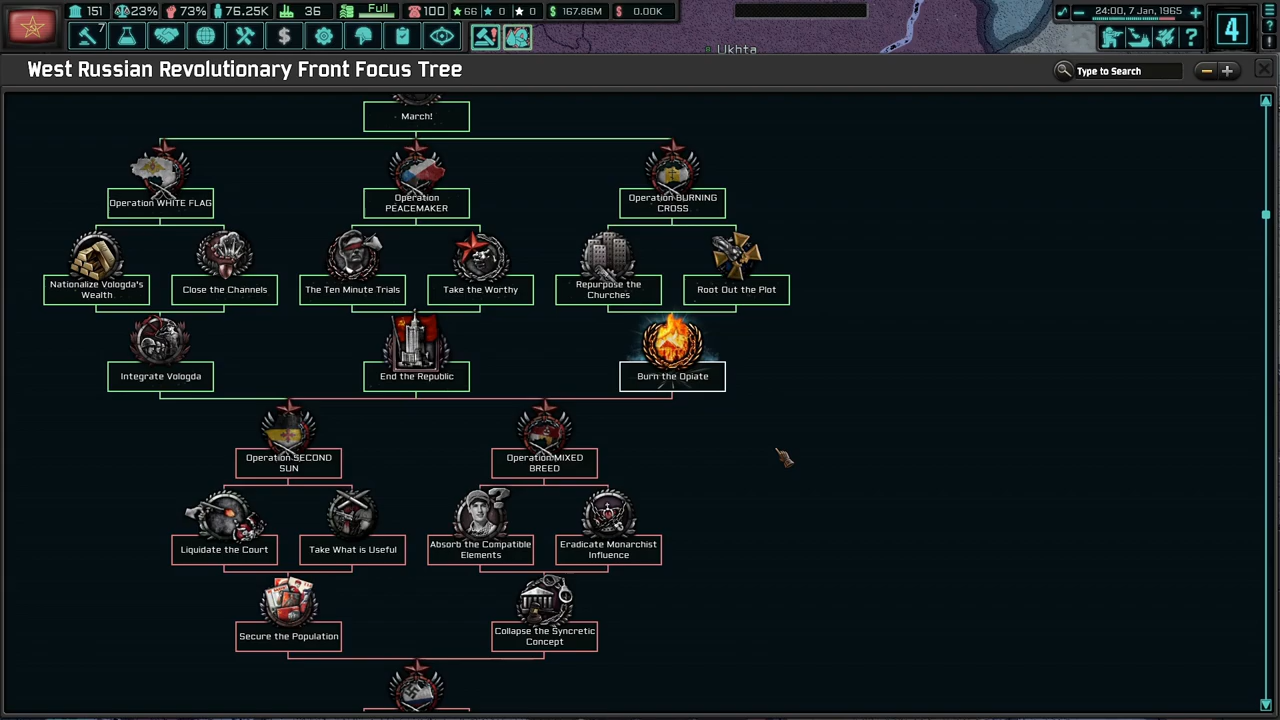 151 23% 73% 76.25K 36 Full 100 66 0 0 $ 167.86M $ 0.00K
24:00, 7 Jan, 1965
4
7
Ukhta
West Russian Revolutionary Front Focus Tree
Type to Search
March!
Operation WHITE FLAG
Operation
PEACEMAKER
Operation BURNING
CROSS
Nationalize Vologda's
Wealth
Close the Channels
The Ten Minute Trials
Take the Worthy
Repurpose the
Churches
Root Out the Plot
Integrate Vologda
End the Republic
Burn the Opiate
Operation SECOND
SUN
Operation MIXED
BREED
Liquidate the Court
Take What is Useful
Absorb the Compatible
Elements
Eradicate Monarchist
Influence
Secure the Population
Collapse the Syncretic
Concept